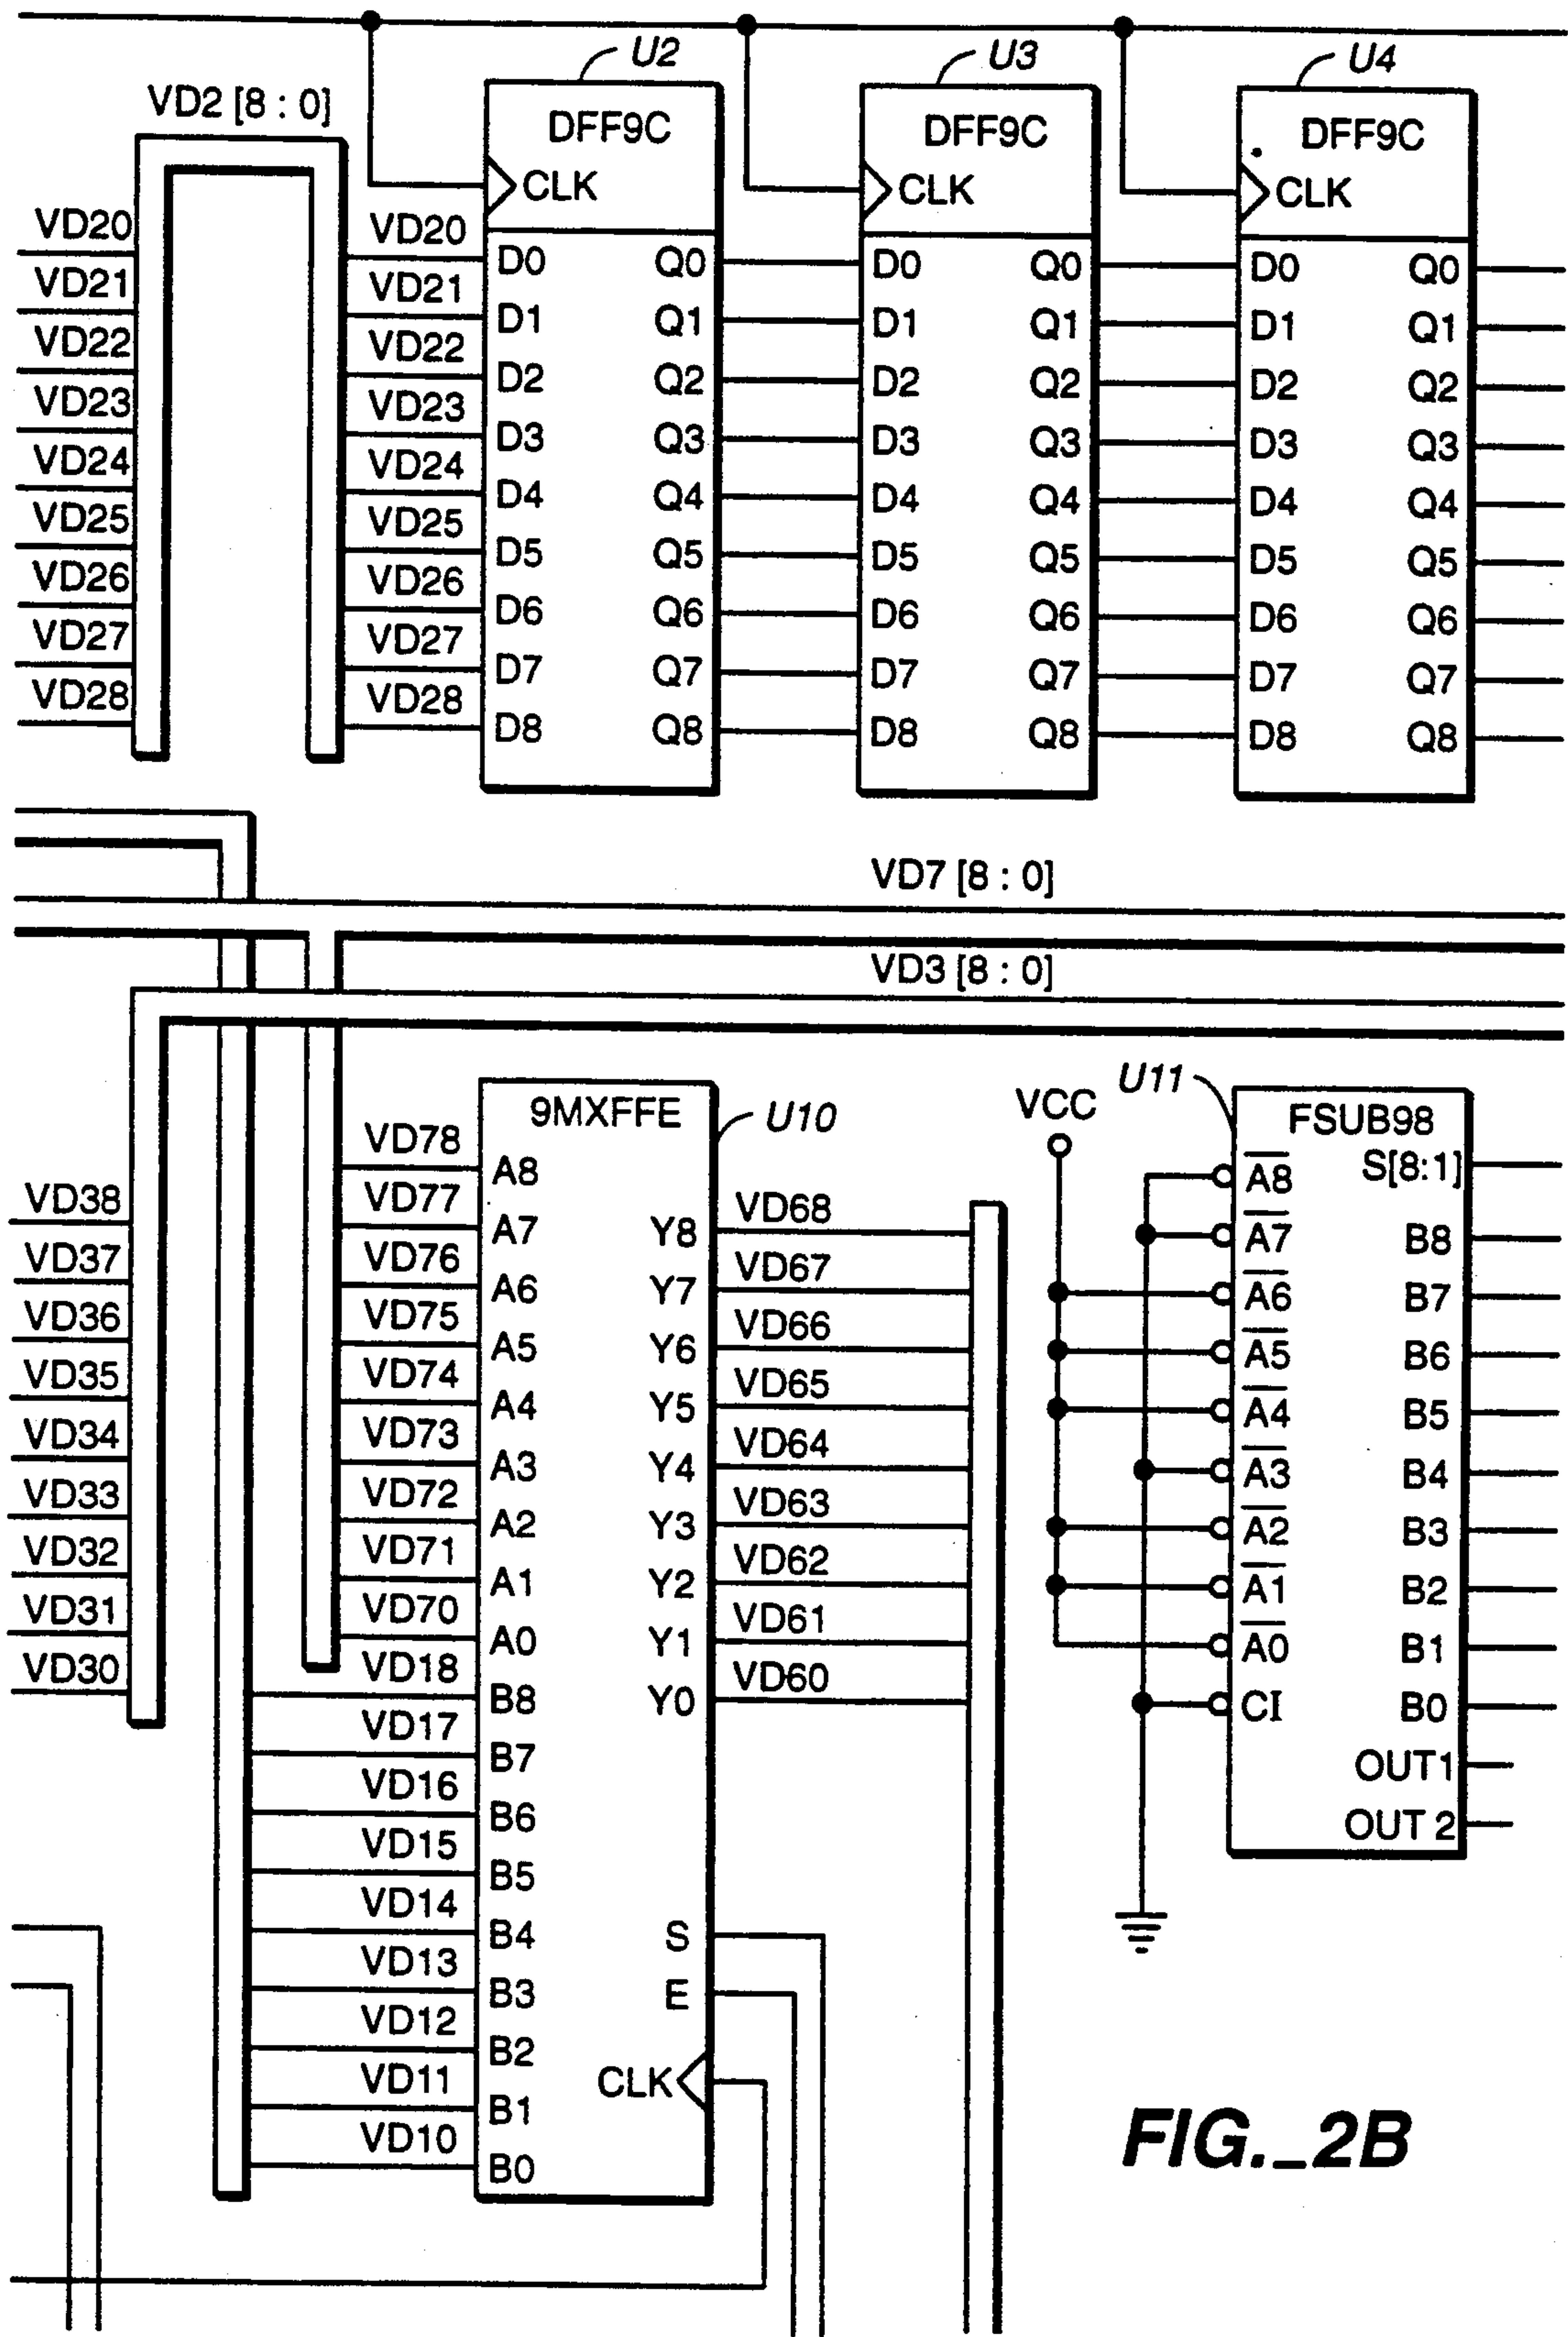 U2
U3
U4
VD2 [8 : 0]
DFF9C
DFF9C
DFF9C
CLK
CLK
CLK
VD20
VD20
D0
Q0
D0
Q0
D0
Q0
VD21
VD21
D1
Q1
D1
Q1
D1
Q1
VD22
VD22
D2
Q2
D2
Q2
D2
Q2
VD23
VD23
D3
Q3
D3
Q3
D3
Q3
VD24
VD24
D4
Q4
D4
Q4
D4
Q4
VD25
VD25
D5
Q5
D5
Q5
D5
Q5
VD26
VD26
D6
Q6
D6
Q6
D6
Q6
VD27
VD27
D7
Q7
D7
Q7
D7
Q7
VD28
VD28
D8
Q8
D8
Q8
D8
Q8
VD7 [8 : 0]
VD3 [8 : 0]
VD38
VD37
VD36
VD35
VD34
VD33
VD32
VD31
VD30
9MXFFE
U10
VD78
A8
VD77
A7
VD76
A6
VD75
A5
VD74
A4
VD73
A3
VD72
A2
VD71
A1
VD70
A0
VD18
B8
VD17
B7
VD16
B6
VD15
B5
VD14
B4
VD13
B3
VD12
B2
VD11
B1
VD10
B0
Y8
VD68
Y7
VD67
Y6
VD66
Y5
VD65
Y4
VD64
Y3
VD63
Y2
VD62
Y1
VD61
Y0
VD60
S
E
CLK
VCC
U11
FSUB98
S[8:1]
A8
A7
B8
A6
B7
A5
B6
A4
B5
A3
B4
A2
B3
A1
B2
A0
B1
CI
B0
OUT1
OUT 2
FIG._2B